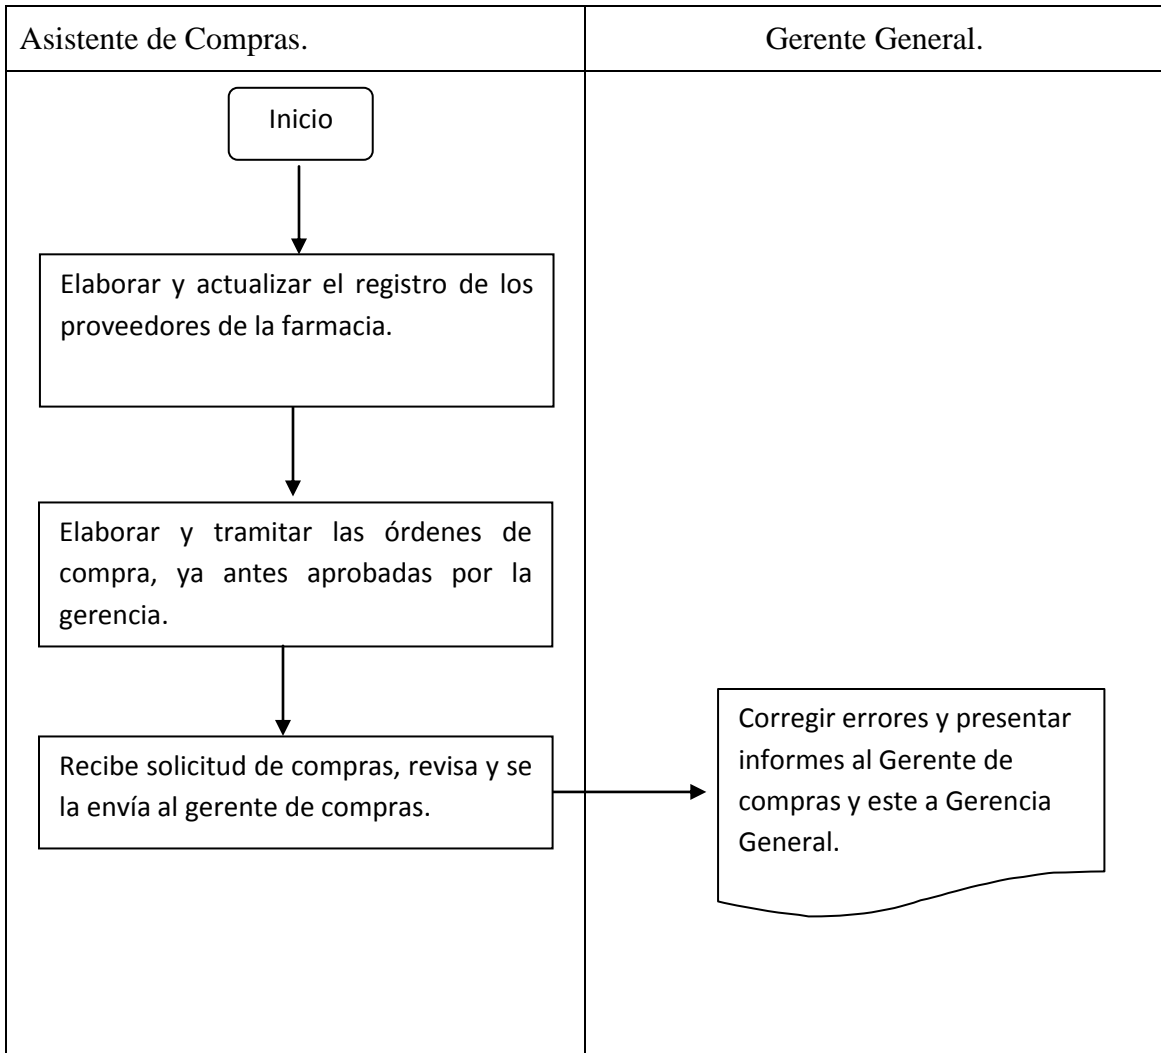 Asistente de Compras.
Gerente General.
Inicio
Elaborar y actualizar el registro de los
proveedores de la farmacia.
Elaborar y tramitar las órdenes de
compra, ya antes aprobadas por la
gerencia.
Recibe solicitud de compras, revisa y se
la envía al gerente de compras.
Corregir errores y presentar
informes al Gerente de
compras y este a Gerencia
General.